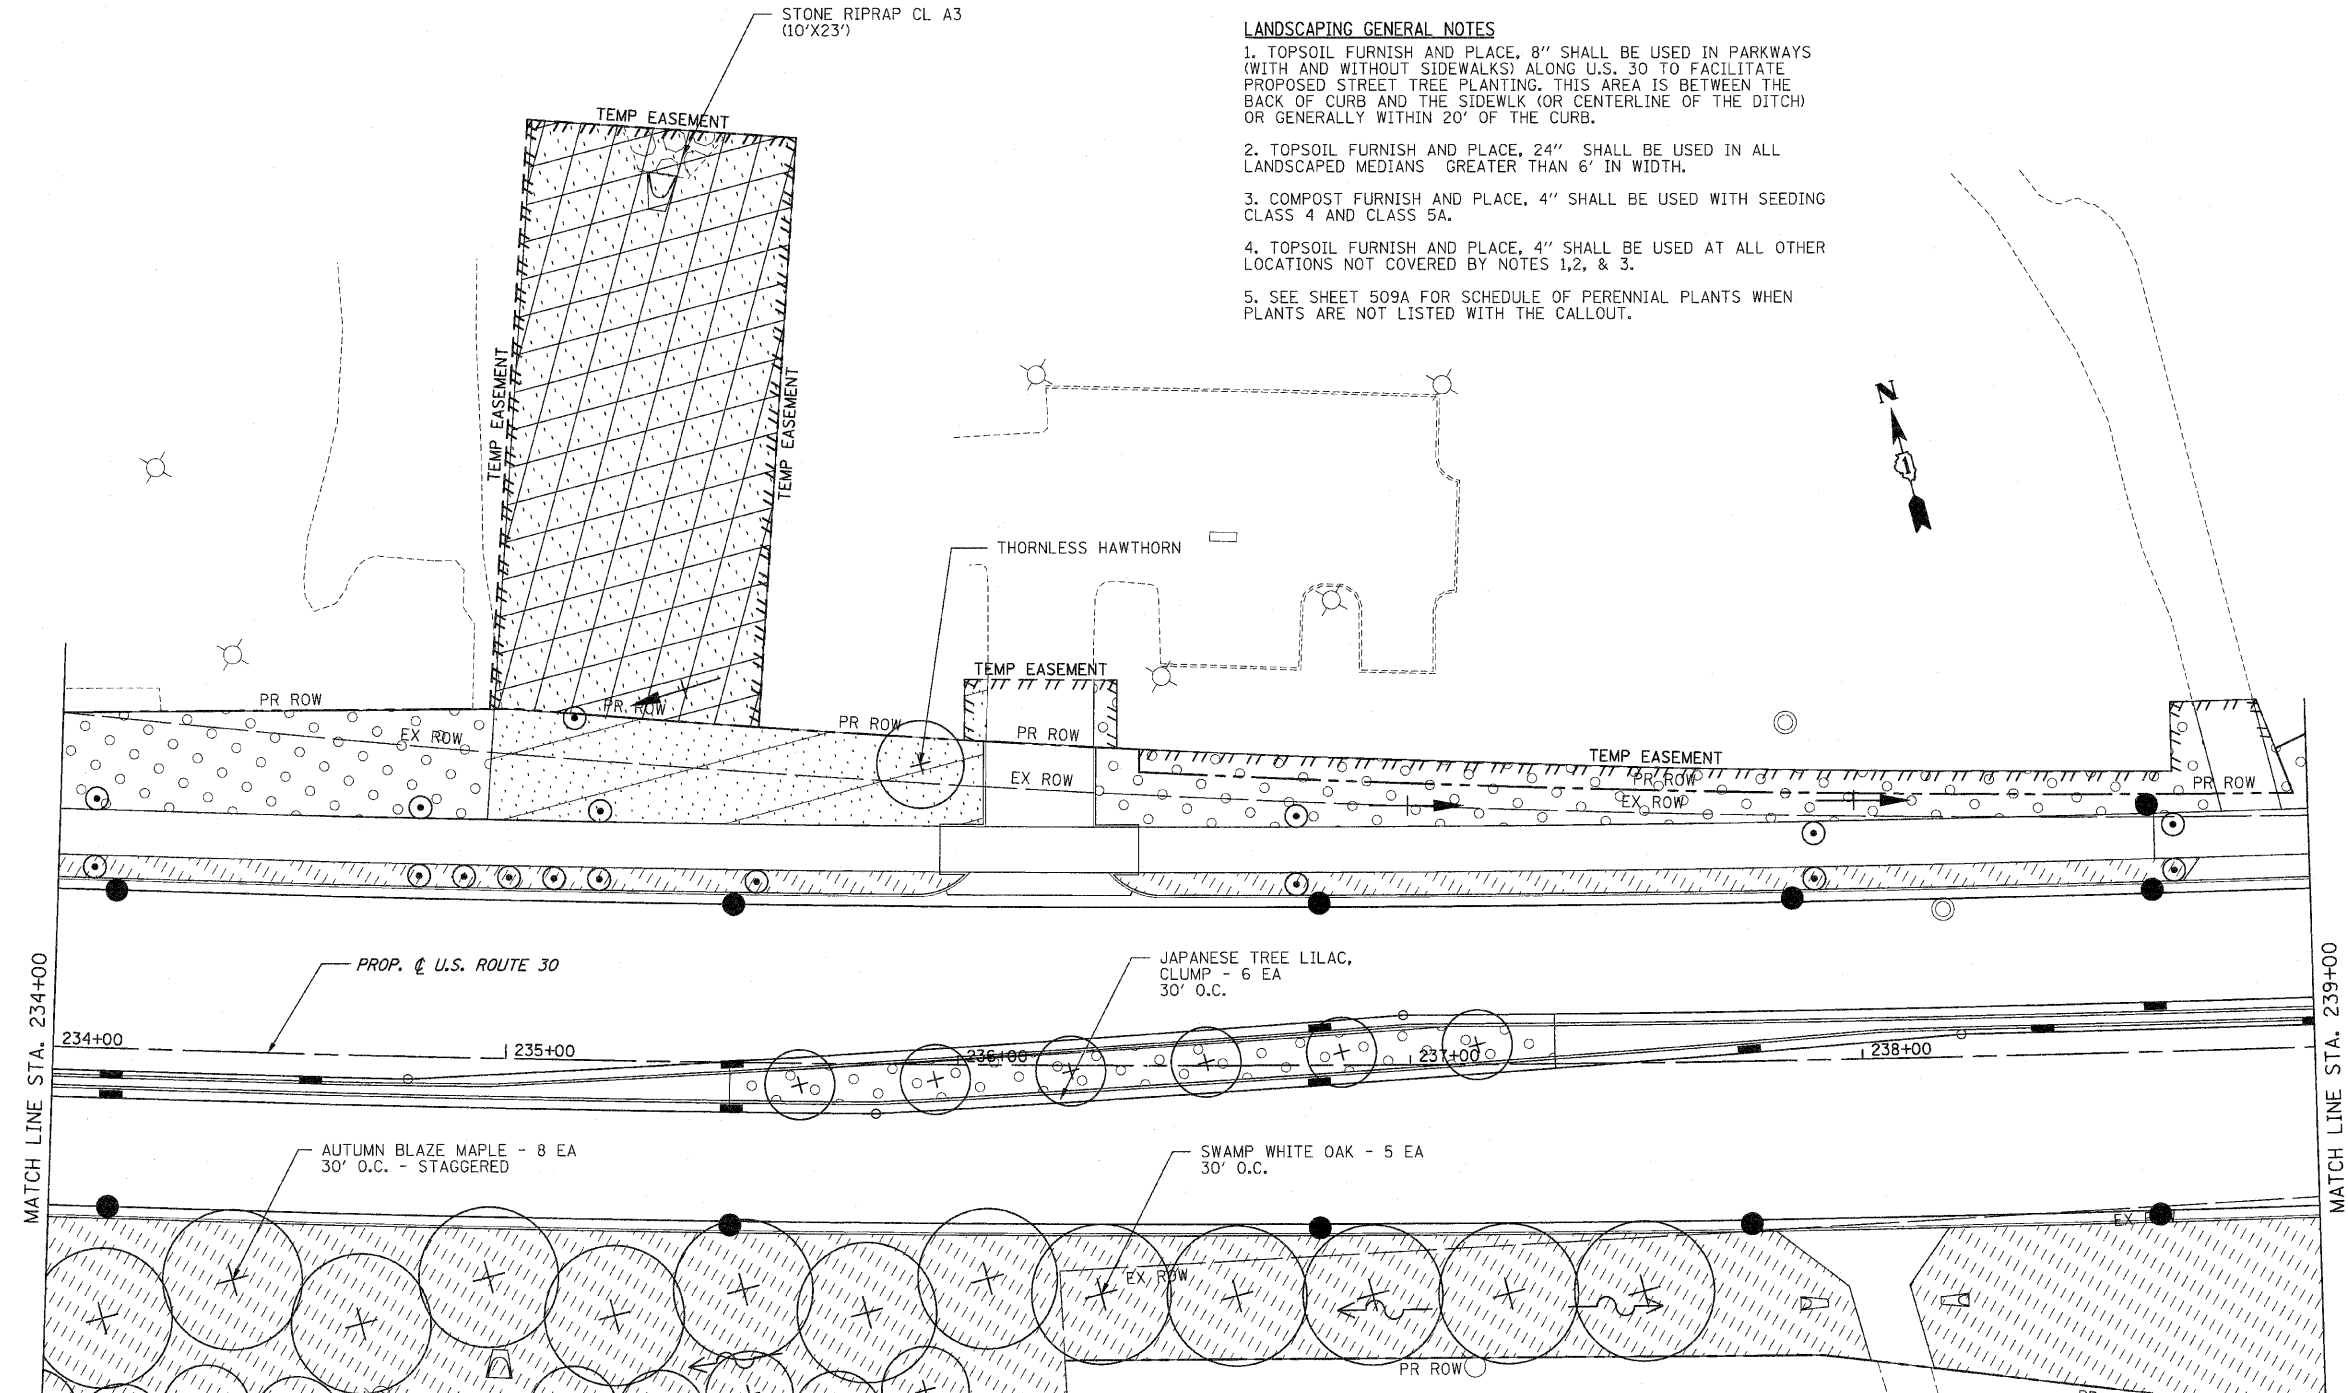 STONE RIPRAP CL A3
(10'X23')
LANDSCAPING GENERAL NOTES
1. TOPSOIL FURNISH AND PLACE, 8" SHALL BE USED IN PARKWAYS
(WITH AND WITHOUT SIDEWALKS) ALONG U.S. 30 TO FACILITATE
PROPOSED STREET TREE PLANTING. THIS AREA IS BETWEEN THE
BACK OF CURB AND THE SIDEWLK (OR CENTERLINE OF THE DITCH)
OR GENERALLY WITHIN 20' OF THE CURB.
2. TOPSOIL FURNISH AND PLACE, 24" SHALL BE USED IN ALL
LANDSCAPED MEDIANS GREATER THAN 6' IN WIDTH.
3. COMPOST FURNISH AND PLACE, 4" SHALL BE USED WITH SEEDING
CLASS 4 AND CLASS 5A.
4. TOPSOIL FURNISH AND PLACE, 4" SHALL BE USED AT ALL OTHER
LOCATIONS NOT COVERED BY NOTES 1,2, & 3.
5. SEE SHEET 509A FOR SCHEDULE OF PERENNIAL PLANTS WHEN
PLANTS ARE NOT LISTED WITH THE CALLOUT.
TEMP EASEMENT
TEMP EASEMENT
TEMP EASEMENT
N
1
THORNLESS HAWTHORN
TEMP EASEMENT
PR ROW
PR ROW
PR ROW
PR ROW
EX ROW
EX ROW
TEMP EASEMENT
PR ROW
EX ROW
PR ROW
MATCH LINE STA. 234+00
PROP. ℄ U.S. ROUTE 30
JAPANESE TREE LILAC,
CLUMP - 6 EA
30' O.C.
MATCH LINE STA. 239+00
234+00
235+00
236+00
237+00
238+00
AUTUMN BLAZE MAPLE - 8 EA
30' O.C. - STAGGERED
SWAMP WHITE OAK - 5 EA
30' O.C.
EX ROW
EX
PR ROW